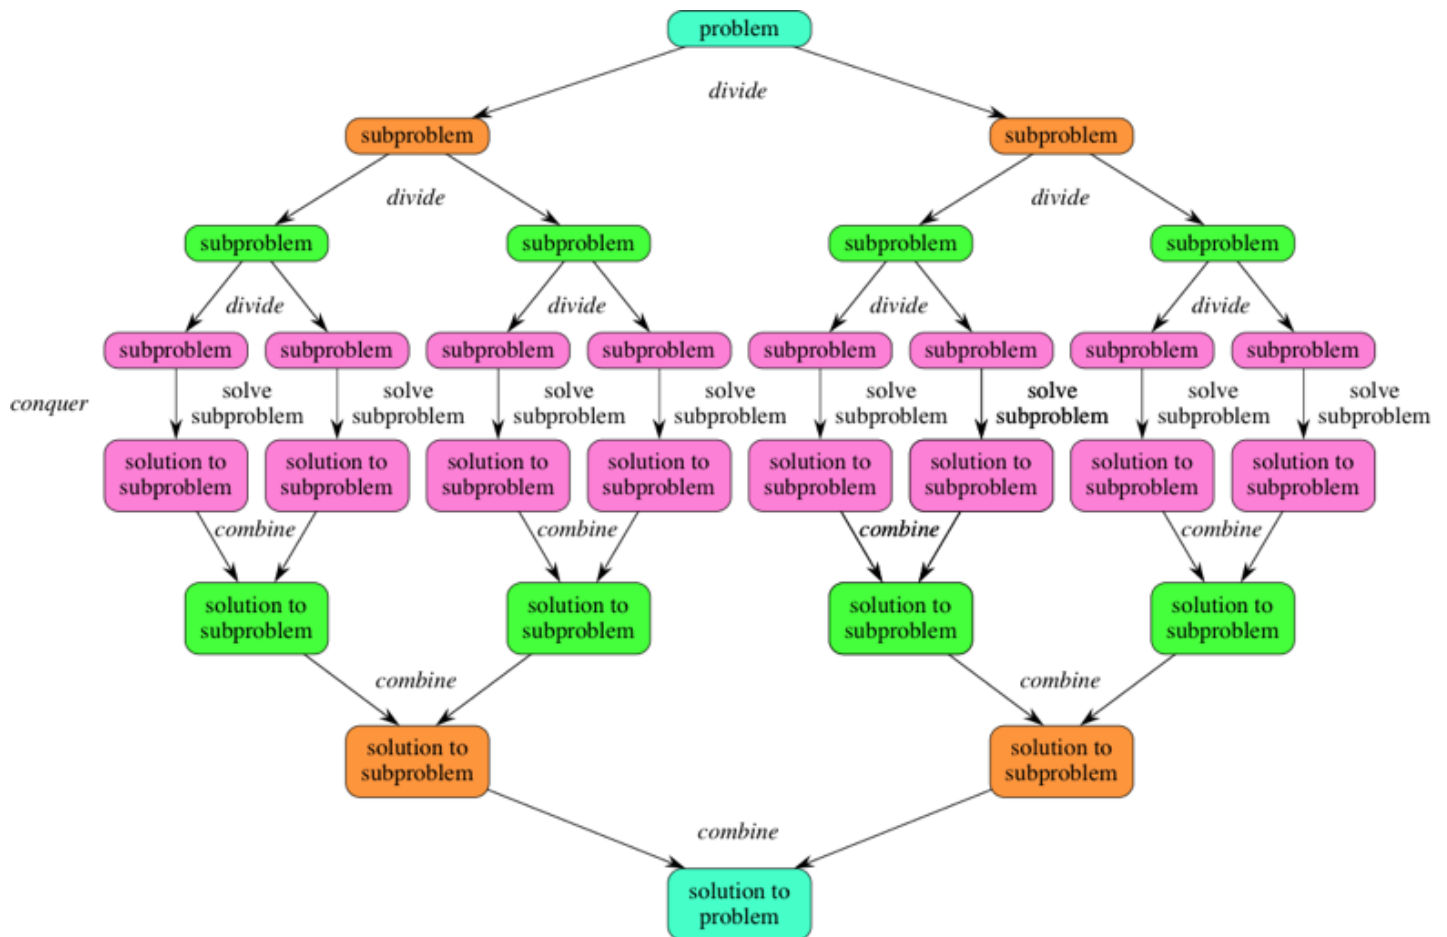 problem
divide
subproblem subproblem
divide divide
subproblem subproblem subproblem subproblem
divide divide divide divide
subproblem subproblem subproblem subproblem subproblem subproblem subproblem subproblem
conquer
solve solve solve solve solve solve solve solve
subproblem subproblem subproblem subproblem subproblem subproblem subproblem subproblem
solution to solution to solution to solution to solution to solution to solution to solution to
subproblem subproblem subproblem subproblem subproblem subproblem subproblem subproblem
combine combine combine combine
solution to solution to solution to solution to
subproblem subproblem subproblem subproblem
combine combine
solution to solution to
subproblem subproblem
combine
solution to
problem